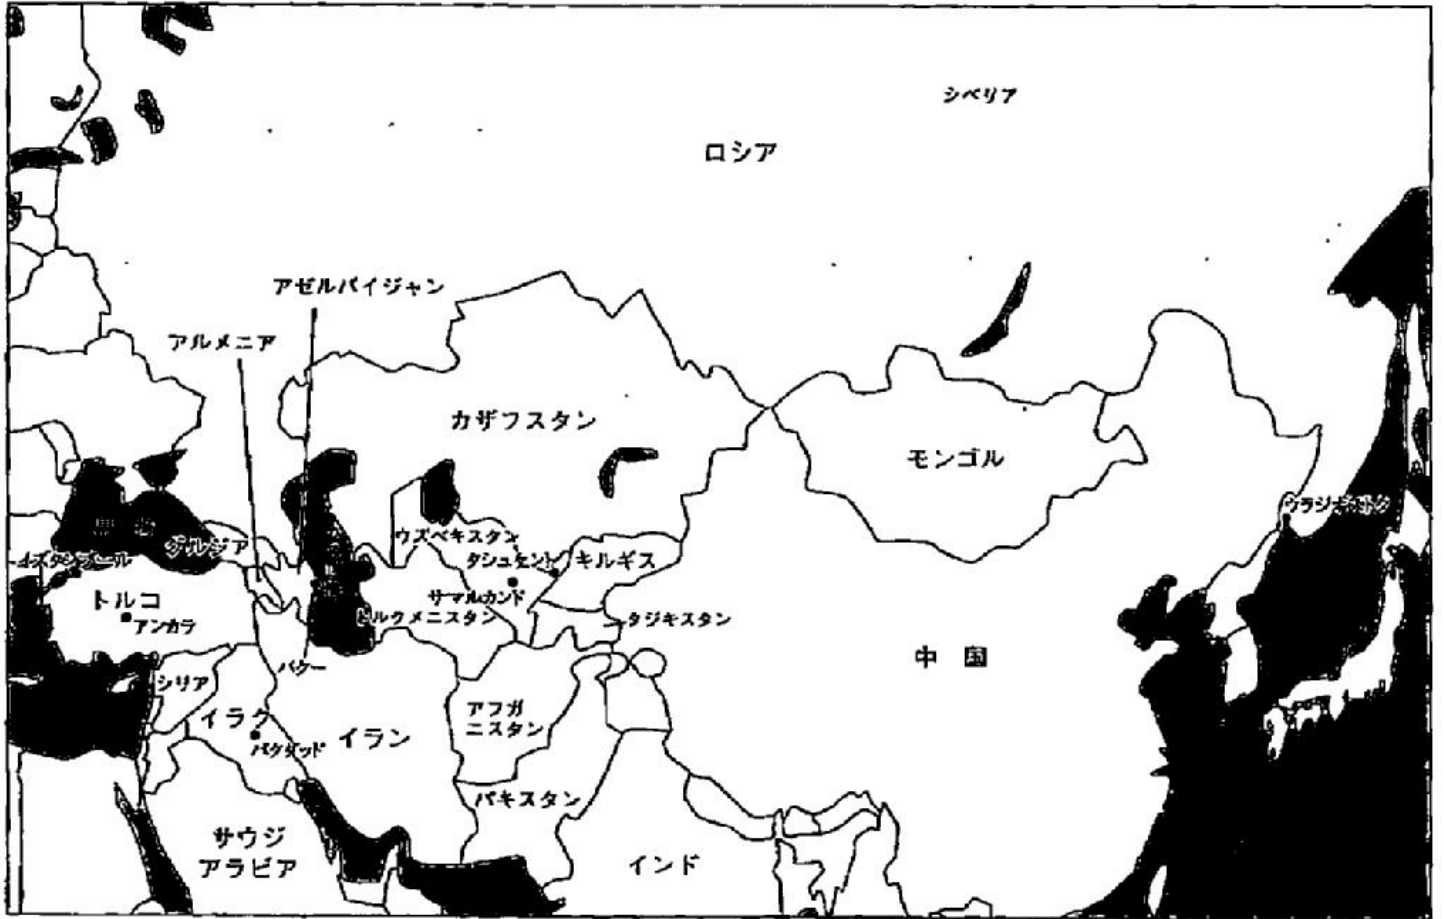 シベリア
ロシア
アゼルバイジャン
アルメニア
カザフスタン
モンゴル
ウラジオストク
黒海
グルジア
ウズベキスタン
タシュケント
キルギス
イスタンブール
トルコ
アンカラ
サマルカンド
トルクメニスタン
タジキスタン
中国
バクー
シリア
イラク
バクダッド
イラン
アフガ
ニスタン
パキスタン
サウジ
アラビア
インド